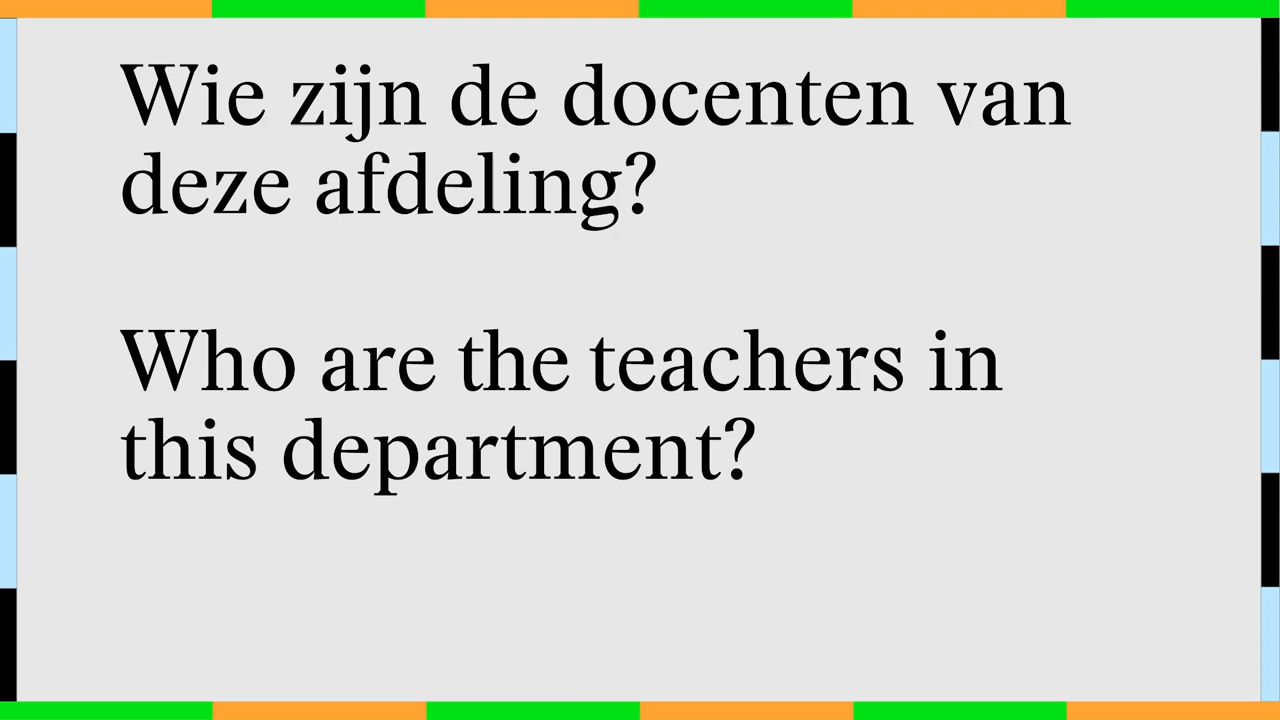 Wie zijn de docenten van
deze afdeling?
Who are the teachers in
this department?